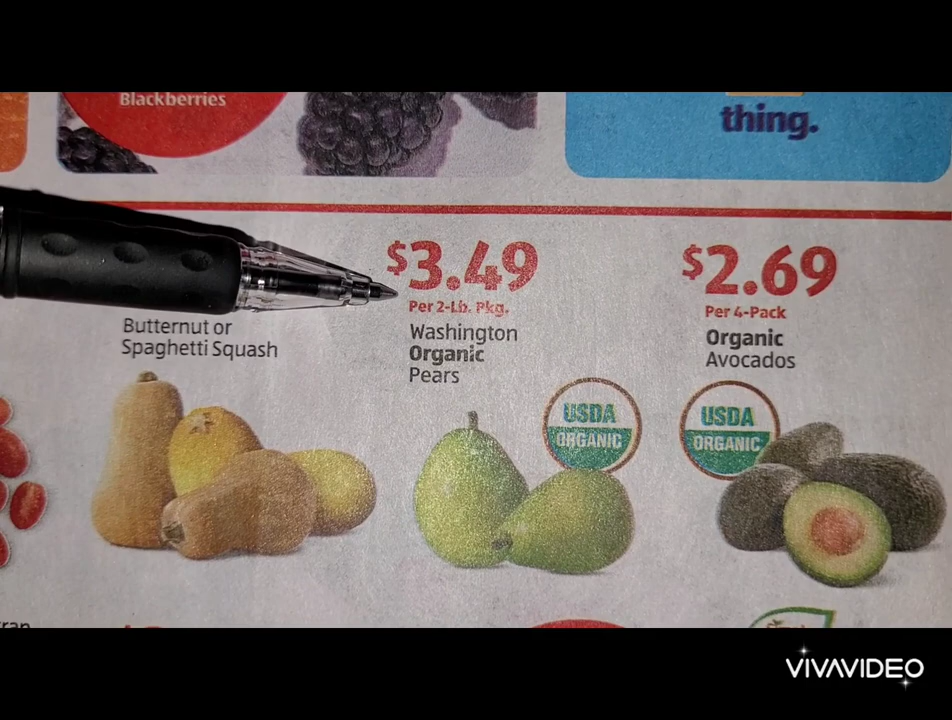 Blackberries
thing.
$3.49
Per 2-Lb. Pkg.
Washington
Organic
Pears
$2.69
Per 4-Pack
Organic
Avocados
Butternut or
Spaghetti Squash
USDA
ORGANIC
USDA
ORGANIC
VIVAVIDEO